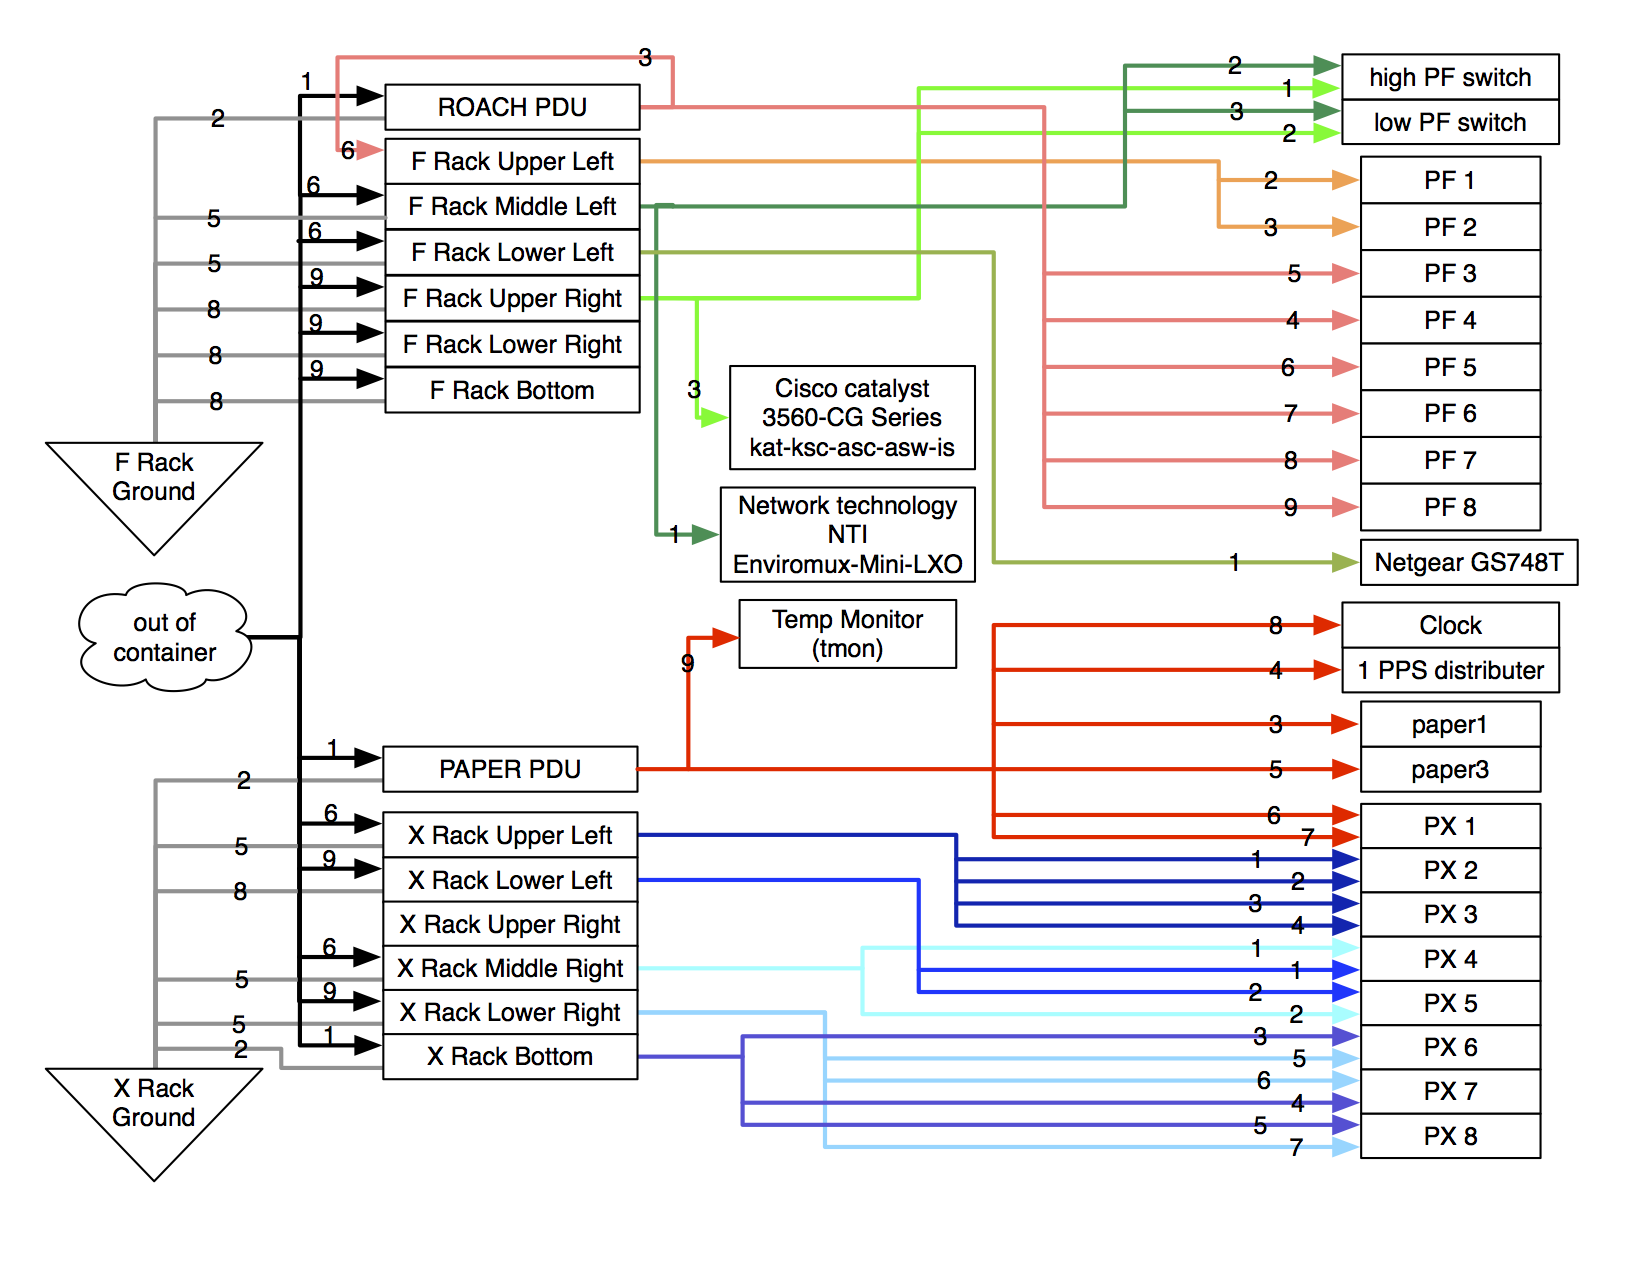 3
1
ROACH PDU
2
6
F Rack Upper Left
6
F Rack Middle Left
5
6
F Rack Lower Left
5
9
F Rack Upper Right
8
9
F Rack Lower Right
8
9
F Rack Bottom
8
F Rack
Ground
2
high PF switch
1
3
low PF switch
2
2
PF 1
3
PF 2
5
PF 3
4
PF 4
6
PF 5
7
PF 6
8
PF 7
9
PF 8
3
Cisco catalyst
3560-CG Series
kat-ksc-asc-asw-is
1
Network technology
NTI
Enviromux-Mini-LXO
1
Netgear GS748T
out of
container
9
Temp Monitor
(tmon)
8
Clock
4
1 PPS distributer
3
paper1
5
paper3
1
PAPER PDU
2
6
X Rack Upper Left
5
9
X Rack Lower Left
8
X Rack Upper Right
6
X Rack Middle Right
5
9
X Rack Lower Right
5
1
X Rack Bottom
2
X Rack
Ground
6
PX 1
7
1
PX 2
2
3
PX 3
4
1
PX 4
1
2
PX 5
2
3
PX 6
5
6
PX 7
4
5
PX 8
7